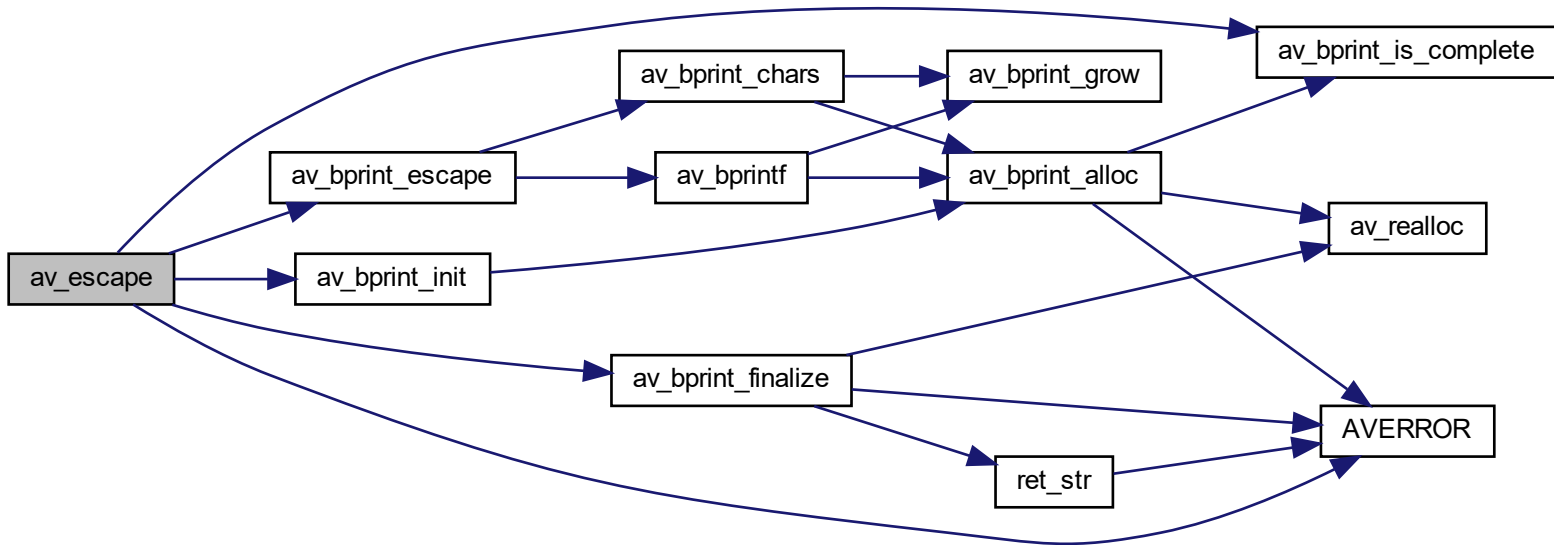 av_bprint_is_complete
av_bprint_chars
av_bprint_grow
av_bprint_escape
av_bprintf
av_bprint_alloc
av_realloc
av_escape
av_bprint_init
av_bprint_finalize
AVERROR
ret_str